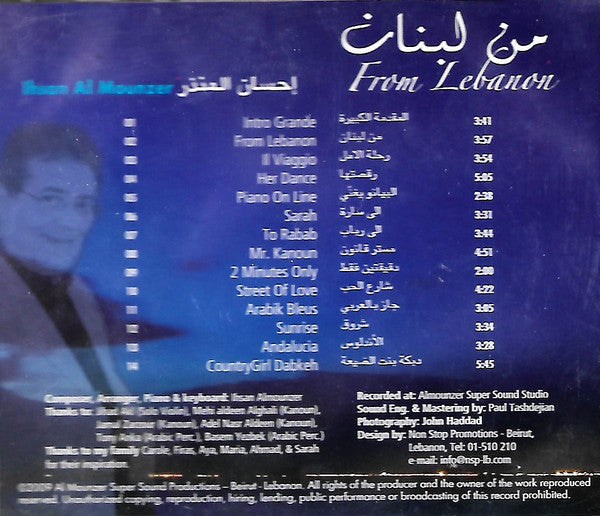 من لبنان
From Lebanon
Ihsan Al Mounzer إحسان المنذر
01 Intro Grande المقدمة الكبيرة 3:41
02 From Lebanon من لبنان 3:57
03 Il Viaggio رحلة الامل 3:54
04 Her Dance رقصتها 5:05
05 Piano On Line البيانو يغنّي 2:38
06 Sarah الى سارة 3:31
07 To Rabab الى رباب 3:44
08 Mr. Kanoun مستر قانون 4:51
09 2 Minutes Only دقيقتين فقط 2:00
10 Street Of Love شارع الحب 4:22
11 Arabik Bleus جاز بالعربي 3:05
12 Sunrise شروق 3:34
13 Andalucia الأندلوس 3:28
14 CountryGirl Dabkeh دبكة بنت الضيعة 5:45
Composer, Arranger, Piano & keyboard: Ihsan Almounzer
Thanks to: Jihad Akl (Solo Violin), Mehi aldeen Alghali (Kanoun),
Jamal Zarour (Kanoun), Adel Nasr Aldeen (Kanoun),
Tony Anka (Arabic Perc.), Basem Yezbek (Arabic Perc.)
Thanks to my Family Carole, Firas, Aya, Maria, Ahmad, & Sarah
for their inspiration.
Recorded at: Almounzer Super Sound Studio
Sound Eng. & Mastering by: Paul Tashdejian
Photography: John Haddad
Design by: Non Stop Promotions - Beirut,
Lebanon, Tel: 01-510 210
e-mail: info@nsp-lb.com
Al Mounzer Super Sound Productions – Beirut - Lebanon. All rights of the producer and the owner of the work reproduced
reserved. Unauthorized copying, reproduction, hiring, lending, public performance or broadcasting of this record prohibited.